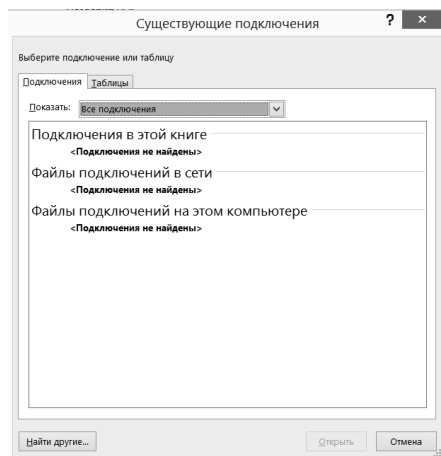 Существующие подключения
? ×
Выберите подключение или таблицу
Подключения Таблицы
Показать: Все подключения
Подключения в этой книге
<Подключения не найдены>
Файлы подключений в сети
<Подключения не найдены>
Файлы подключений на этом компьютере
<Подключения не найдены>
Найти другие... Открыть Отмена